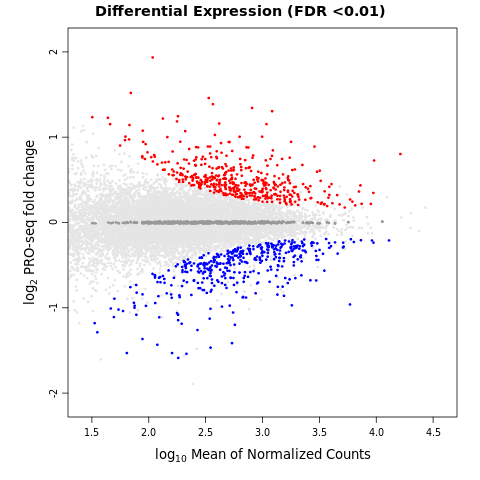 Differential Expression (FDR <0.01)
log2 PRO-seq fold change
2
1
0
-1
-2
1.5 2.0 2.5 3.0 3.5 4.0 4.5
log10 Mean of Normalized Counts